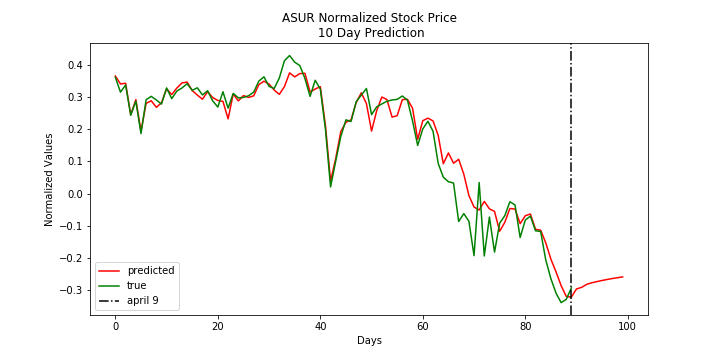 ASUR Normalized Stock Price
10 Day Prediction
Normalized Values
0.4
0.3
0.2
0.1
0.0
−0.1
−0.2
−0.3
predicted
true
april 9
0 20 40 60 80 100
Days